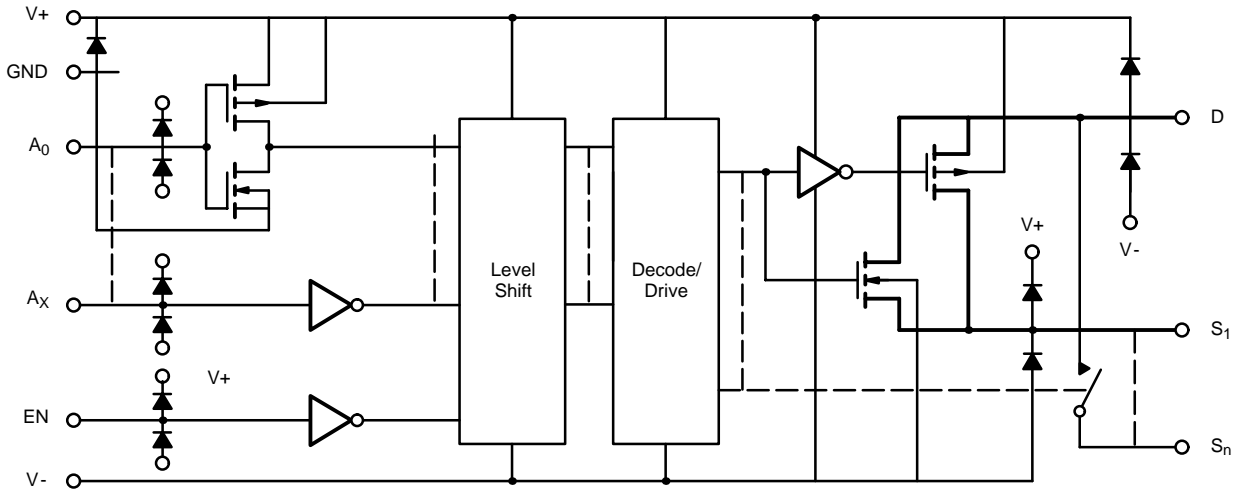 V+
GND
A0
AX
EN
V-
V+
Level
Shift
Decode/
Drive
V+
V-
D
S1
Sn